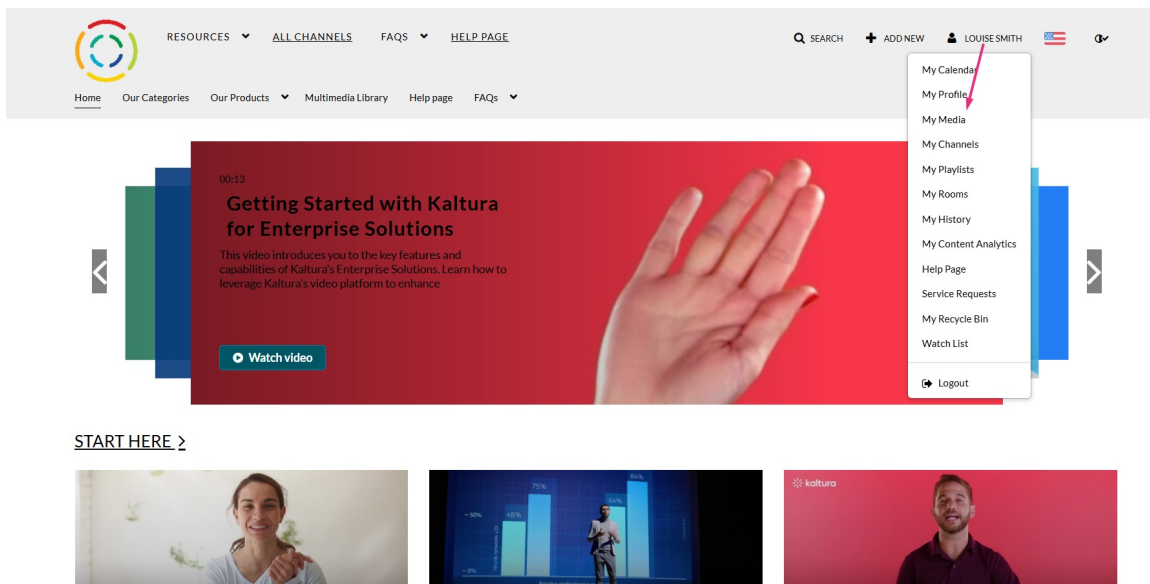 RESOURCES ALL CHANNELS FAQS HELP PAGE
SEARCH ADD NEW LOUISE SMITH
Home Our Categories Our Products Multimedia Library Help page FAQs
My Calendar
My Profile
My Media
My Channels
My Playlists
My Rooms
My History
My Content Analytics
Help Page
Service Requests
My Recycle Bin
Watch List
Logout
00:13
Getting Started with Kaltura
for Enterprise Solutions
This video introduces you to the key features and
capabilities of Kaltura's Enterprise Solutions. Learn how to
leverage Kaltura's video platform to enhance
Watch video
START HERE >
75%
84%
~ 50%
48%
64%
~ 0%
kaltura